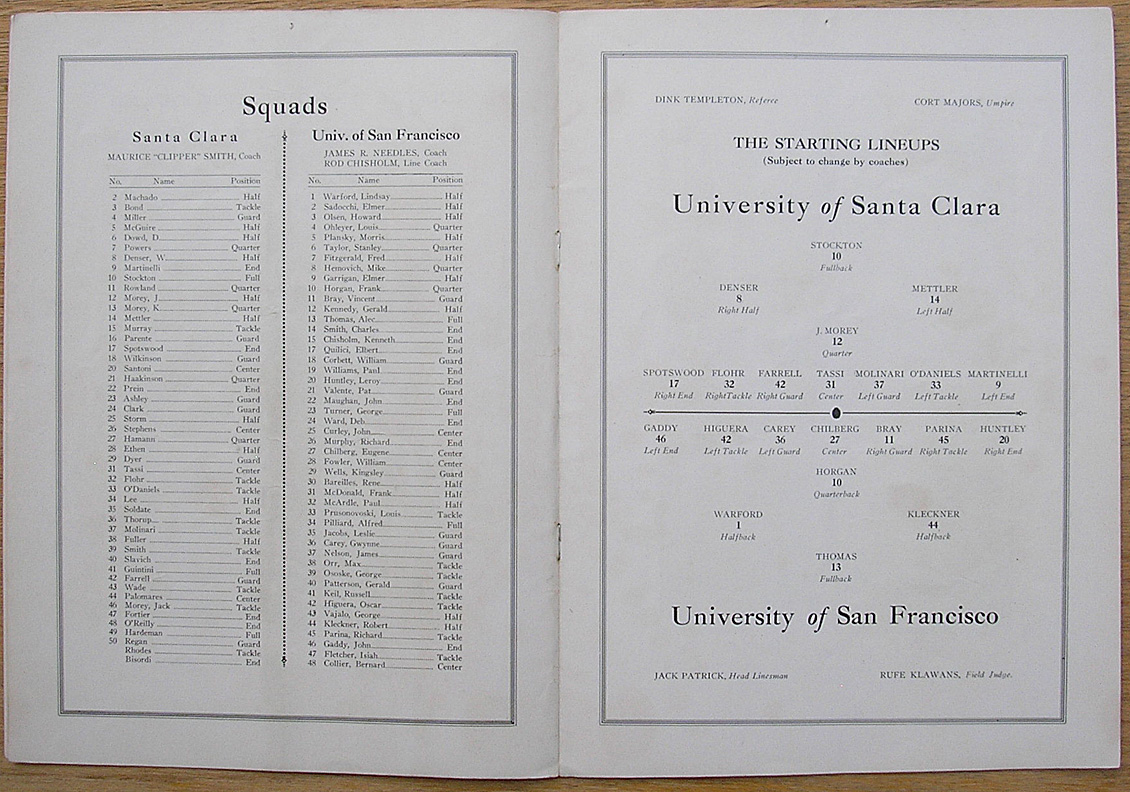 Squads
Santa Clara
MAURICE "CLIPPER" SMITH, Coach
No. Name Position
2 Machado Half
3 Bond Tackle
4 Miller Guard
5 McGuire Half
6 Dowd, D. Half
7 Powers Quarter
8 Denser, W. Half
9 Martinelli End
10 Stockton Full
11 Rowland Quarter
12 Morey, J. Half
13 Morey, K. Quarter
14 Mettler Half
15 Murray Tackle
16 Parente Guard
17 Spotswood End
18 Wilkinson Guard
20 Santoni Center
21 Haakinson Quarter
22 Prein End
23 Ashley Guard
24 Clark Guard
25 Storm Half
26 Stephens Center
27 Hamann Quarter
28 Ethen Half
29 Dyer Guard
31 Tassi Center
32 Flohr Tackle
33 O'Daniels Tackle
34 Lee Half
35 Soldate End
36 Thorup Tackle
37 Molinari Tackle
38 Fuller Half
39 Smith Tackle
40 Slavich End
41 Guintini Full
42 Farrell Guard
43 Wade Tackle
44 Palomares Center
46 Morey, Jack Tackle
47 Fortier End
48 O'Reilly End
49 Hardeman Full
50 Regan Guard
Rhodes Tackle
Bisordi End
Univ. of San Francisco
JAMES R. NEEDLES, Coach
ROD CHISHOLM, Line Coach
No. Name Position
1 Warford, Lindsay Half
2 Sadocchi, Elmer Half
3 Olsen, Howard Half
4 Ohleyer, Louis Quarter
5 Plansky, Morris Half
6 Taylor, Stanley Quarter
7 Fitzgerald, Fred Half
8 Hemovich, Mike Quarter
9 Garrigan, Elmer Half
10 Horgan, Frank Quarter
11 Bray, Vincent Guard
12 Kennedy, Gerald Half
13 Thomas, Alec Full
14 Smith, Charles End
15 Chisholm, Kenneth End
17 Quilici, Elbert End
18 Corbett, William Guard
19 Williams, Paul End
20 Huntley, Leroy End
21 Valente, Pat Guard
22 Maughan, John End
23 Turner, George Full
24 Ward, Deb End
25 Curley, John Center
26 Murphy, Richard End
27 Chilberg, Eugene Center
28 Fowler, William Center
29 Wells, Kingsley Guard
30 Bareilles, Rene Half
31 McDonald, Frank Half
32 McArdle, Paul Half
33 Prusonovoski, Louis Tackle
34 Pilliard, Alfred Full
35 Jacobs, Leslie Guard
36 Carey, Gwynne Guard
37 Nelson, James Guard
38 Orr, Max Tackle
39 Ososke, George Tackle
40 Patterson, Gerald Guard
41 Keil, Russell Tackle
42 Higuera, Oscar Tackle
43 Vajalo, George Half
44 Kleckner, Robert Half
45 Parina, Richard Tackle
46 Gaddy, John End
47 Fletcher, Isiah Tackle
48 Collier, Bernard Center
DINK TEMPLETON, Referee
CORT MAJORS, Umpire
THE STARTING LINEUPS
(Subject to change by coaches)
University of Santa Clara
STOCKTON
10
Fullback
DENSER METTLER
8 14
Right Half Left Half
J. MOREY
12
Quarter
SPOTSWOOD FLOHR FARRELL TASSI MOLINARI O'DANIELS MARTINELLI
17 32 42 31 37 33 9
Right End Right Tackle Right Guard Center Left Guard Left Tackle Left End
GADDY HIGUERA CAREY CHILBERG BRAY PARINA HUNTLEY
46 42 36 27 11 45 20
Left End Left Tackle Left Guard Center Right Guard Right Tackle Right End
HORGAN
10
Quarterback
WARFORD KLECKNER
1 44
Halfback Halfback
THOMAS
13
Fullback
University of San Francisco
JACK PATRICK, Head Linesman
RUFE KLAWANS, Field Judge.